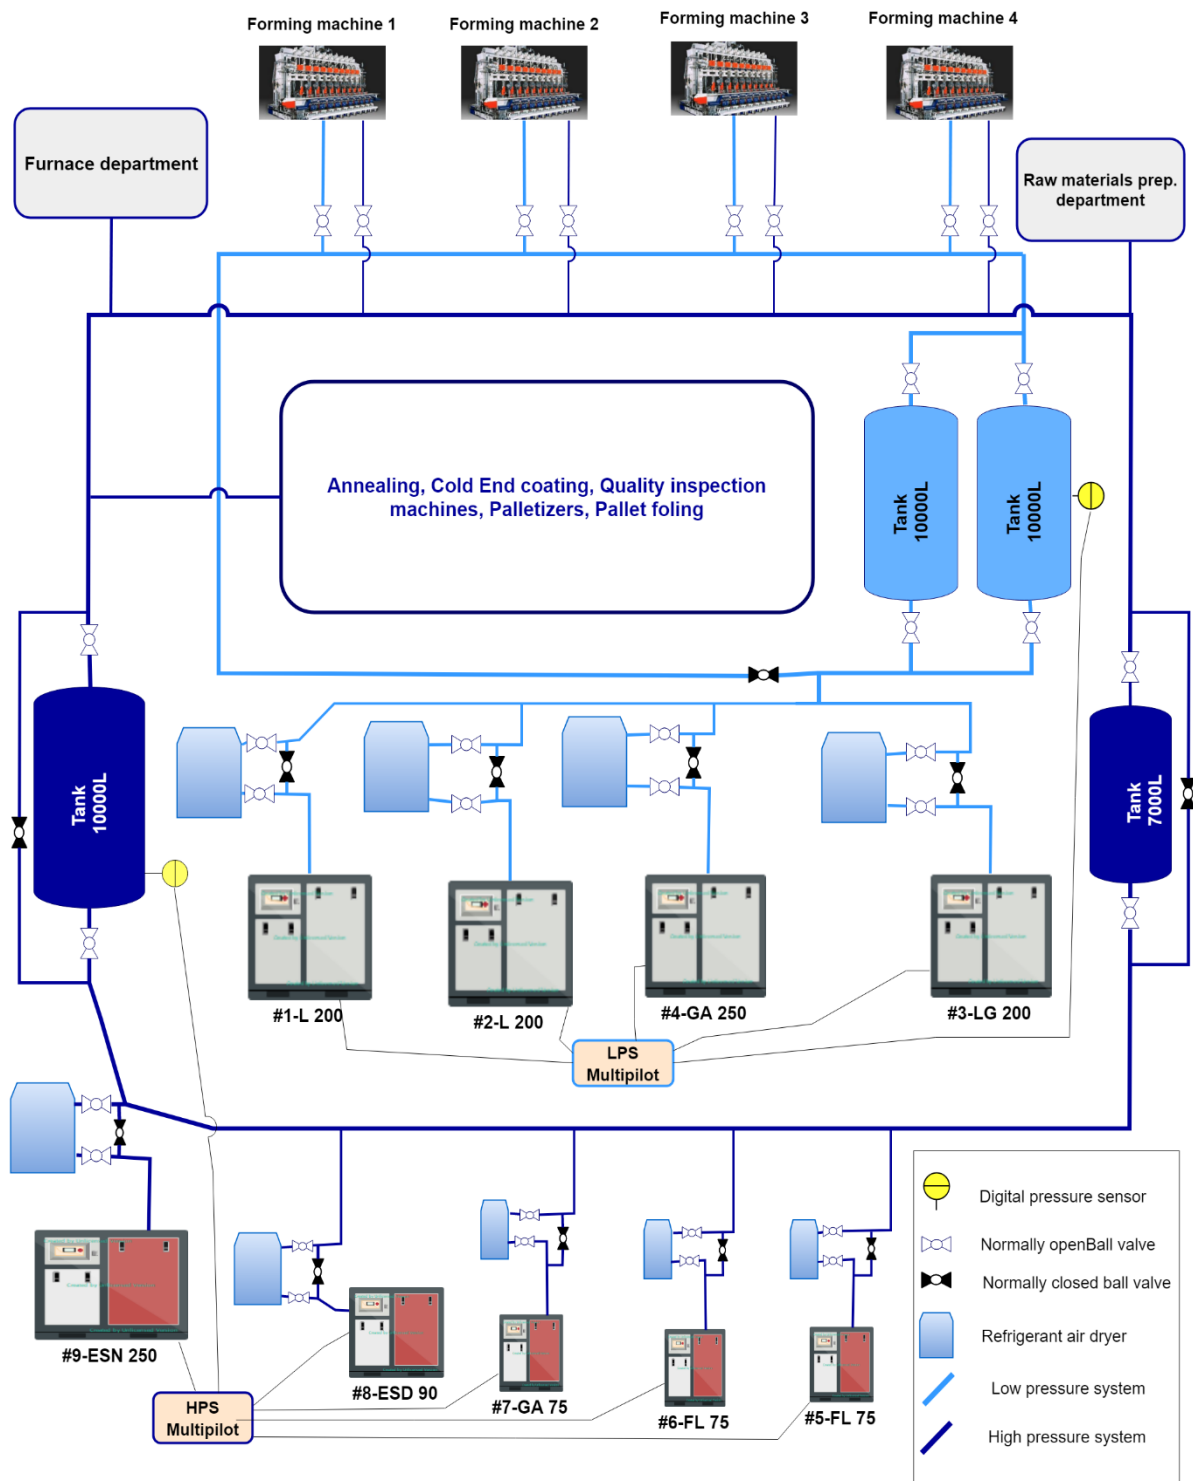 Forming machine 1
Forming machine 2
Forming machine 3
Forming machine 4
Furnace department
Raw materials prep.
department
Annealing, Cold End coating, Quality inspection
machines, Palletizers, Pallet foling
Tank
10000L
Tank
10000L
Tank
10000L
Tank
7000L
#1-L 200
#2-L 200
#4-GA 250
#3-LG 200
LPS
Multipilot
#9-ESN 250
#8-ESD 90
#7-GA 75
#6-FL 75
#5-FL 75
HPS
Multipilot
Digital pressure sensor
Normally openBall valve
Normally closed ball valve
Refrigerant air dryer
Low pressure system
High pressure system